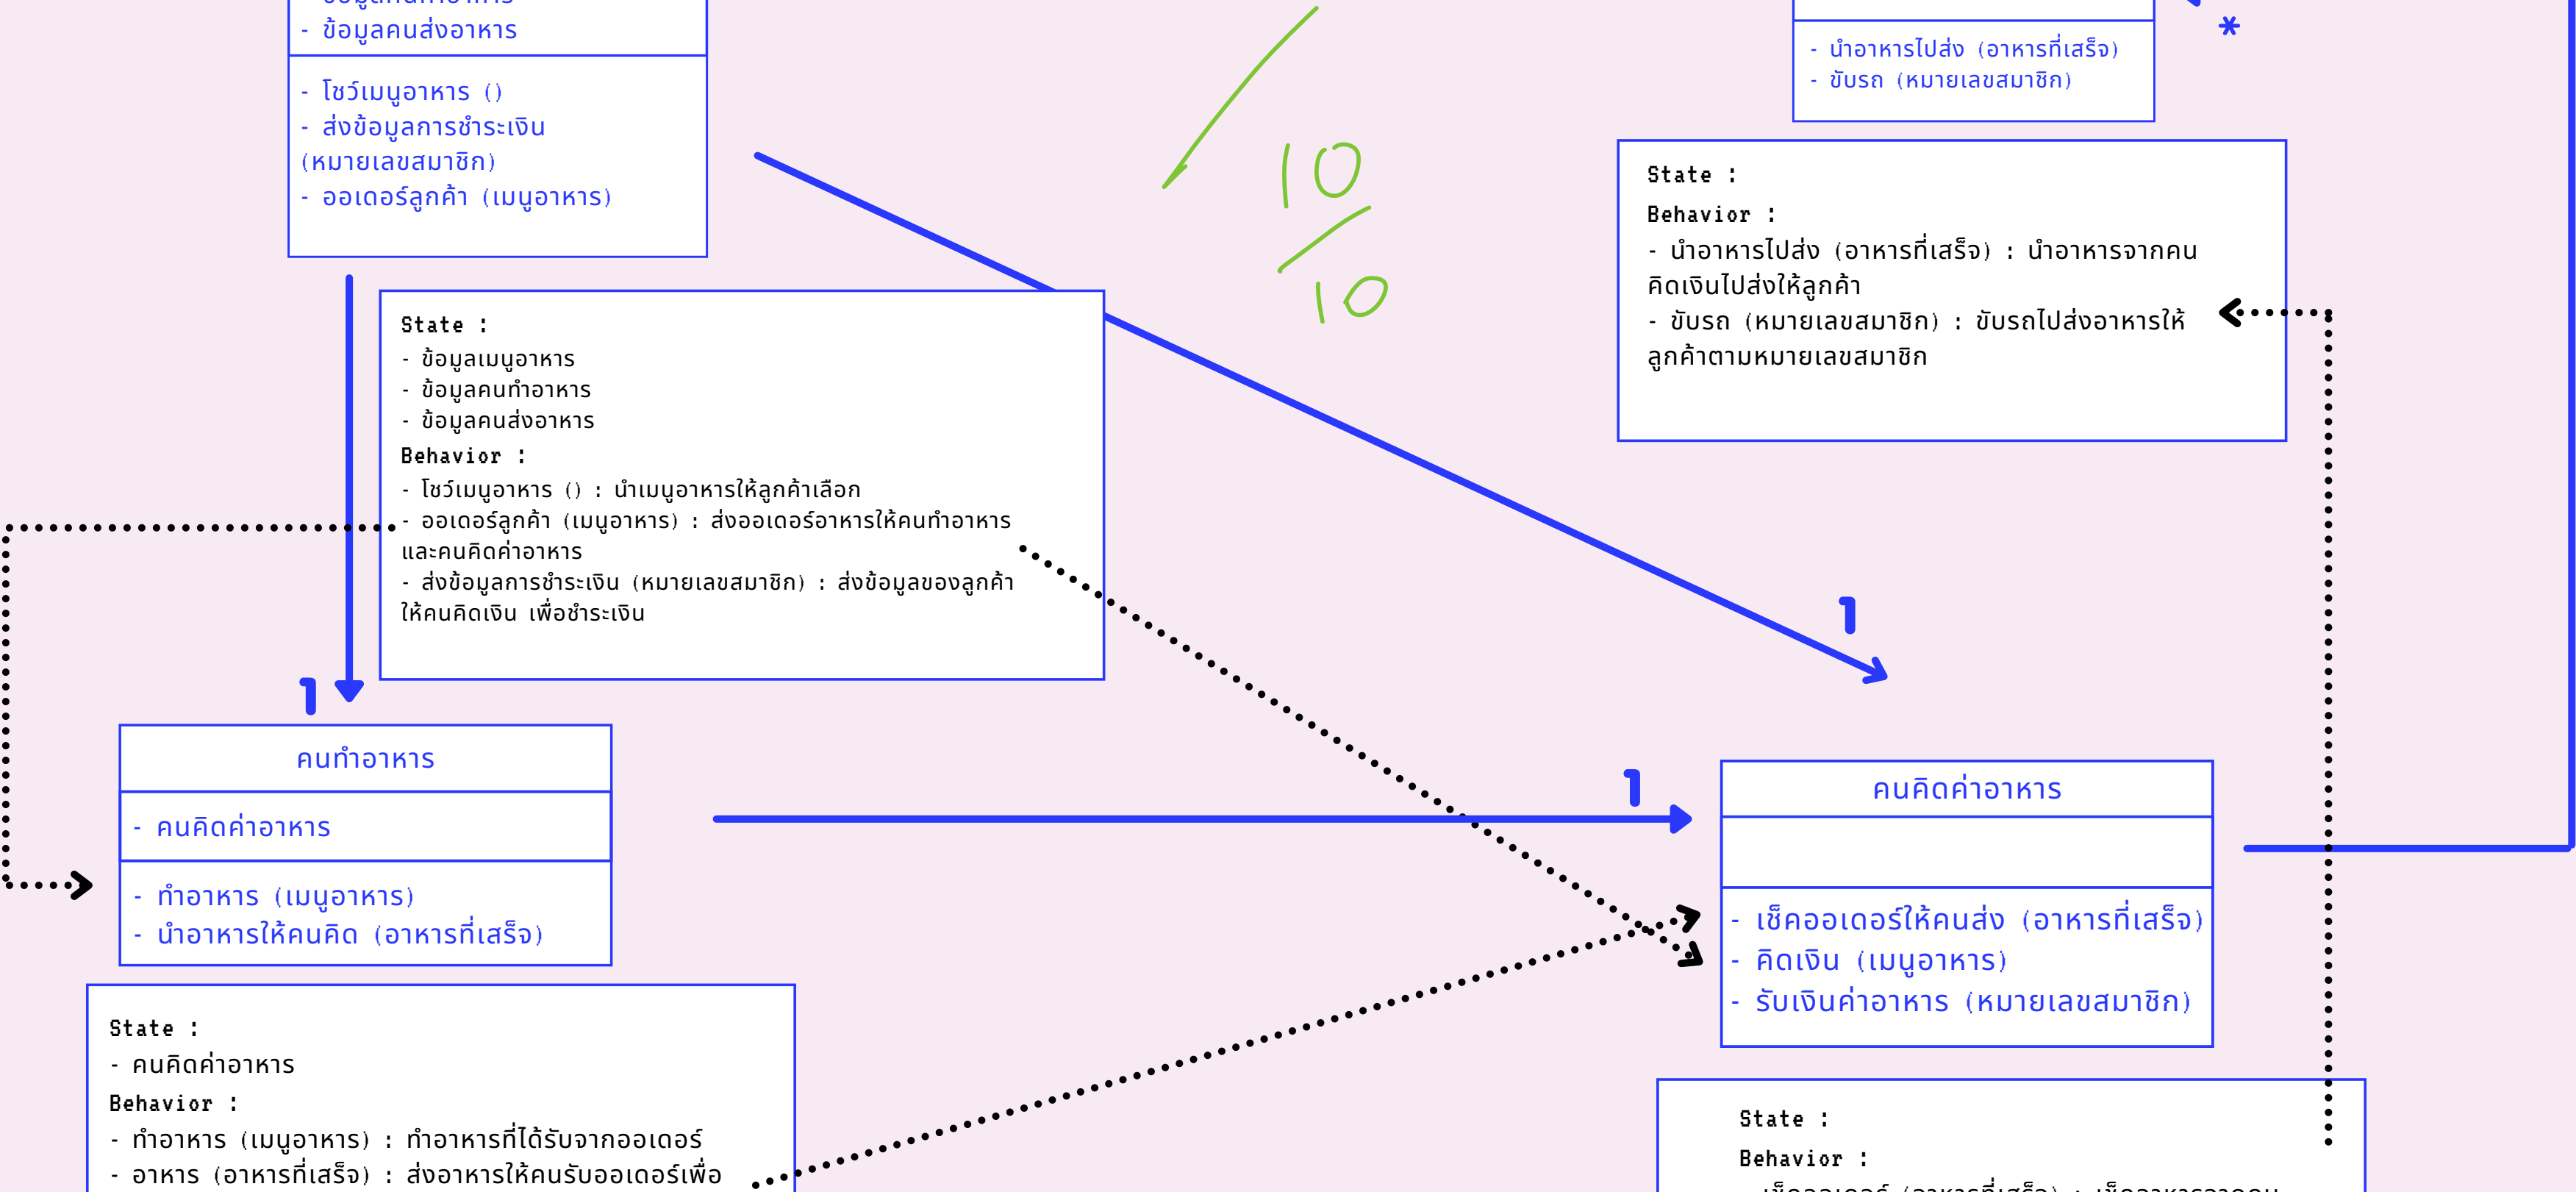 - ข้อมูลคนทำอาหาร
- ข้อมูลคนส่งอาหาร
- โชว์เมนูอาหาร ()
- ส่งข้อมูลการชำระเงิน
(หมายเลขสมาชิก)
- ออเดอร์ลูกค้า (เมนูอาหาร)
10
10
*
- นำอาหารไปส่ง (อาหารที่เสร็จ)
- ขับรถ (หมายเลขสมาชิก)
State :
Behavior :
- นำอาหารไปส่ง (อาหารที่เสร็จ) : นำอาหารจากคน
คิดเงินไปส่งให้ลูกค้า
- ขับรถ (หมายเลขสมาชิก) : ขับรถไปส่งอาหารให้
ลูกค้าตามหมายเลขสมาชิก
State :
- ข้อมูลเมนูอาหาร
- ข้อมูลคนทำอาหาร
- ข้อมูลคนส่งอาหาร
Behavior :
- โชว์เมนูอาหาร () : นำเมนูอาหารให้ลูกค้าเลือก
- ออเดอร์ลูกค้า (เมนูอาหาร) : ส่งออเดอร์อาหารให้คนทำอาหาร
และคนคิดค่าอาหาร
- ส่งข้อมูลการชำระเงิน (หมายเลขสมาชิก) : ส่งข้อมูลของลูกค้า
ให้คนคิดเงิน เพื่อชำระเงิน
1
1
คนทำอาหาร
- คนคิดค่าอาหาร
- ทำอาหาร (เมนูอาหาร)
- นำอาหารให้คนคิด (อาหารที่เสร็จ)
1
คนคิดค่าอาหาร
- เช็คออเดอร์ให้คนส่ง (อาหารที่เสร็จ)
- คิดเงิน (เมนูอาหาร)
- รับเงินค่าอาหาร (หมายเลขสมาชิก)
State :
- คนคิดค่าอาหาร
Behavior :
- ทำอาหาร (เมนูอาหาร) : ทำอาหารที่ได้รับจากออเดอร์
- อาหาร (อาหารที่เสร็จ) : ส่งอาหารให้คนรับออเดอร์เพื่อ
State :
Behavior :